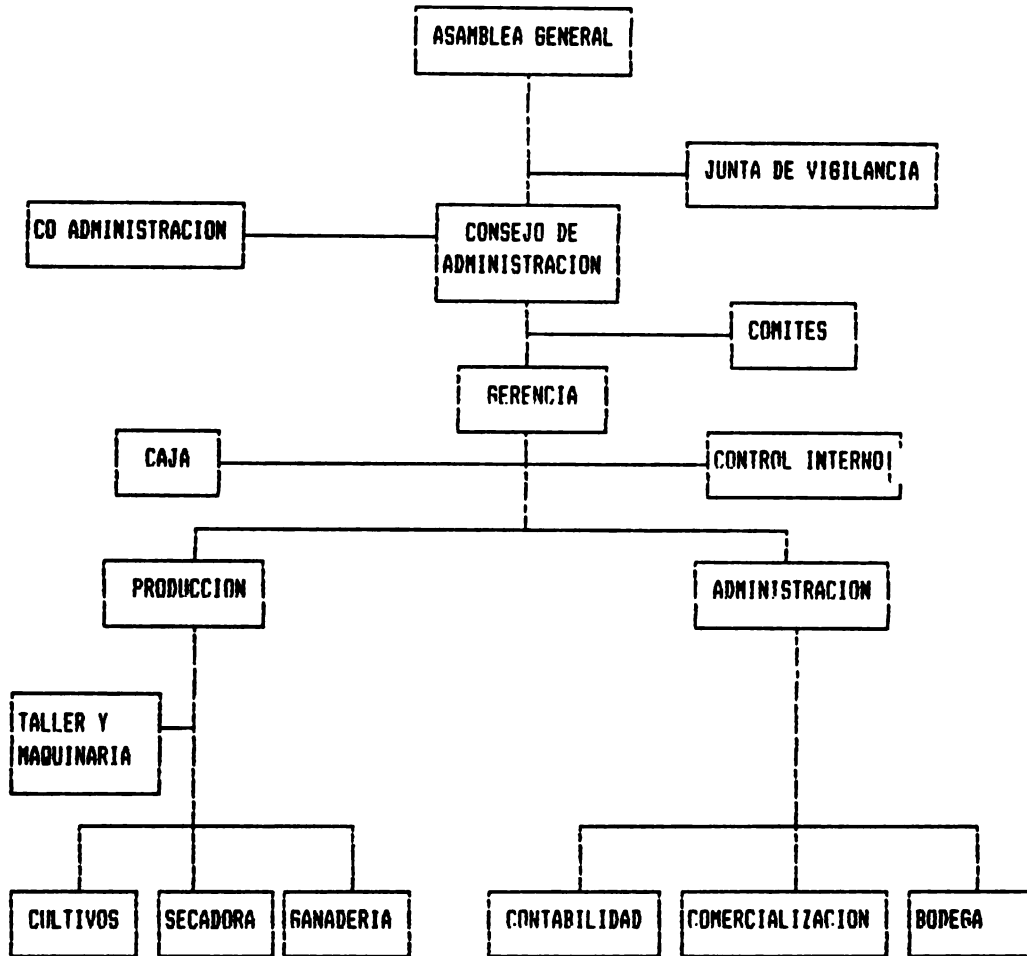 ASAMBLEA GENERAL
JUNTA DE VIGILANCIA
CO ADMINISTRACION
CONSEJO DE
ADMINISTRACION
COMITES
GERENCIA
CAJA
CONTROL INTERNO
PRODUCCION
ADMINISTRACION
TALLER Y
MAQUINARIA
CULTIVOS
SECADORA
GANADERIA
CONTABILIDAD
COMERCIALIZACION
BODEGA